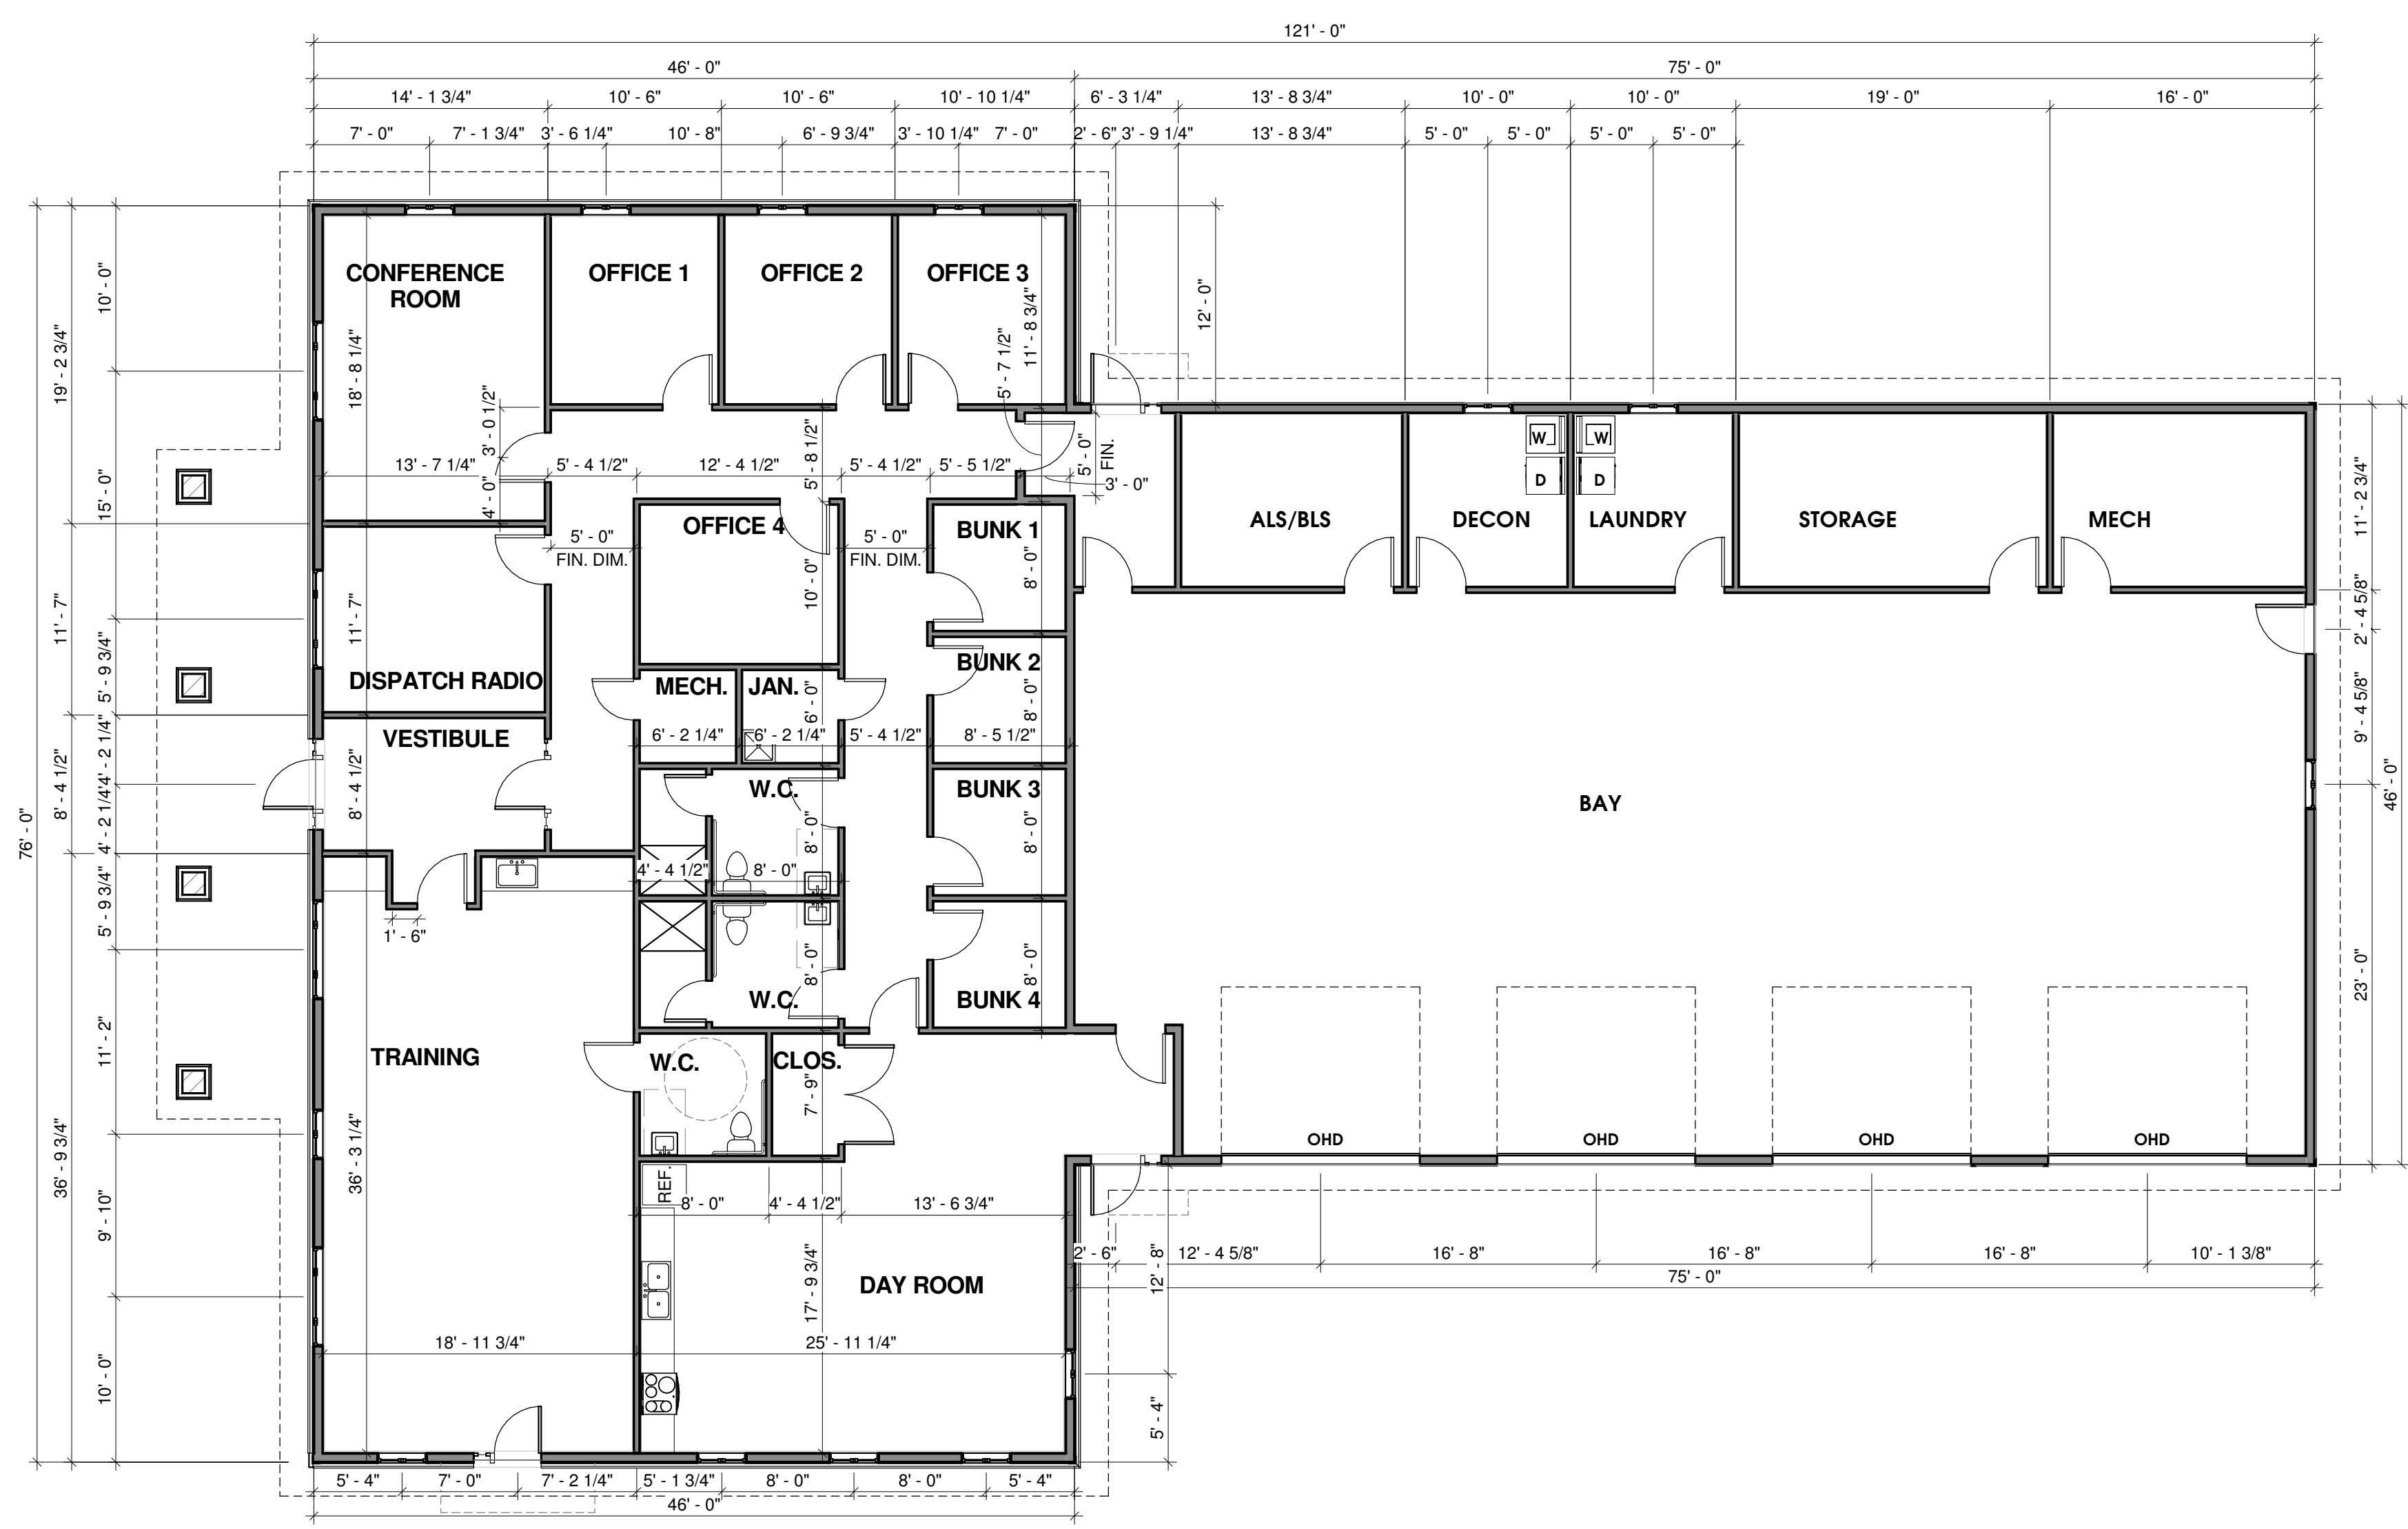 121' - 0"
46' - 0"
75' - 0"
14' - 1 3/4"
10' - 6"
10' - 6"
10' - 10 1/4"
6' - 3 1/4"
13' - 8 3/4"
10' - 0"
10' - 0"
19' - 0"
16' - 0"
7' - 0"
7' - 1 3/4"
3' - 6 1/4"
10' - 8"
6' - 9 3/4"
3' - 10 1/4"
7' - 0"
2' - 6"
3' - 9 1/4"
13' - 8 3/4"
5' - 0"
5' - 0"
5' - 0"
5' - 0"
76' - 0"
19' - 2 3/4"
11' - 7"
8' - 4 1/2"
36' - 9 3/4"
10' - 0"
15' - 0"
5' - 9 3/4"
4' - 2 1/4"
4' - 2 1/4"
5' - 9 3/4"
11' - 2"
9' - 10"
10' - 0"
CONFERENCE
ROOM
18' - 8 1/4"
13' - 7 1/4"
3' - 0 1/2"
4' - 0"
OFFICE 1
OFFICE 2
OFFICE 3
11' - 8 3/4"
5' - 7 1/2"
12' - 0"
5' - 4 1/2"
12' - 4 1/2"
5' - 8 1/2"
5' - 4 1/2"
5' - 5 1/2"
5' - 0"
FIN.
3' - 0"
OFFICE 4
10' - 0"
5' - 0"
FIN. DIM.
5' - 0"
FIN. DIM.
BUNK 1
8' - 0"
ALS/BLS
W
D
DECON
W
D
LAUNDRY
STORAGE
MECH
11' - 2 3/4"
2' - 4 5/8"
9' - 4 5/8"
23' - 0"
46' - 0"
DISPATCH RADIO
11' - 7"
BUNK 2
8' - 0"
MECH.
JAN.
6' - 0"
6' - 2 1/4"
6' - 2 1/4"
5' - 4 1/2"
8' - 5 1/2"
VESTIBULE
8' - 4 1/2"
W.C.
8' - 0"
4' - 4 1/2"
8' - 0"
BUNK 3
8' - 0"
BAY
1' - 6"
W.C.
8' - 0"
BUNK 4
8' - 0"
TRAINING
36' - 3 1/4"
W.C.
CLOS.
7' - 9"
OHD
OHD
OHD
OHD
REF.
8' - 0"
4' - 4 1/2"
13' - 6 3/4"
DAY ROOM
17' - 9 3/4"
18' - 11 3/4"
25' - 11 1/4"
2' - 6"
12' - 4 5/8"
16' - 8"
16' - 8"
16' - 8"
10' - 1 3/8"
75' - 0"
12' - 8"
5' - 4"
5' - 4"
7' - 0"
7' - 2 1/4"
5' - 1 3/4"
8' - 0"
8' - 0"
5' - 4"
46' - 0"